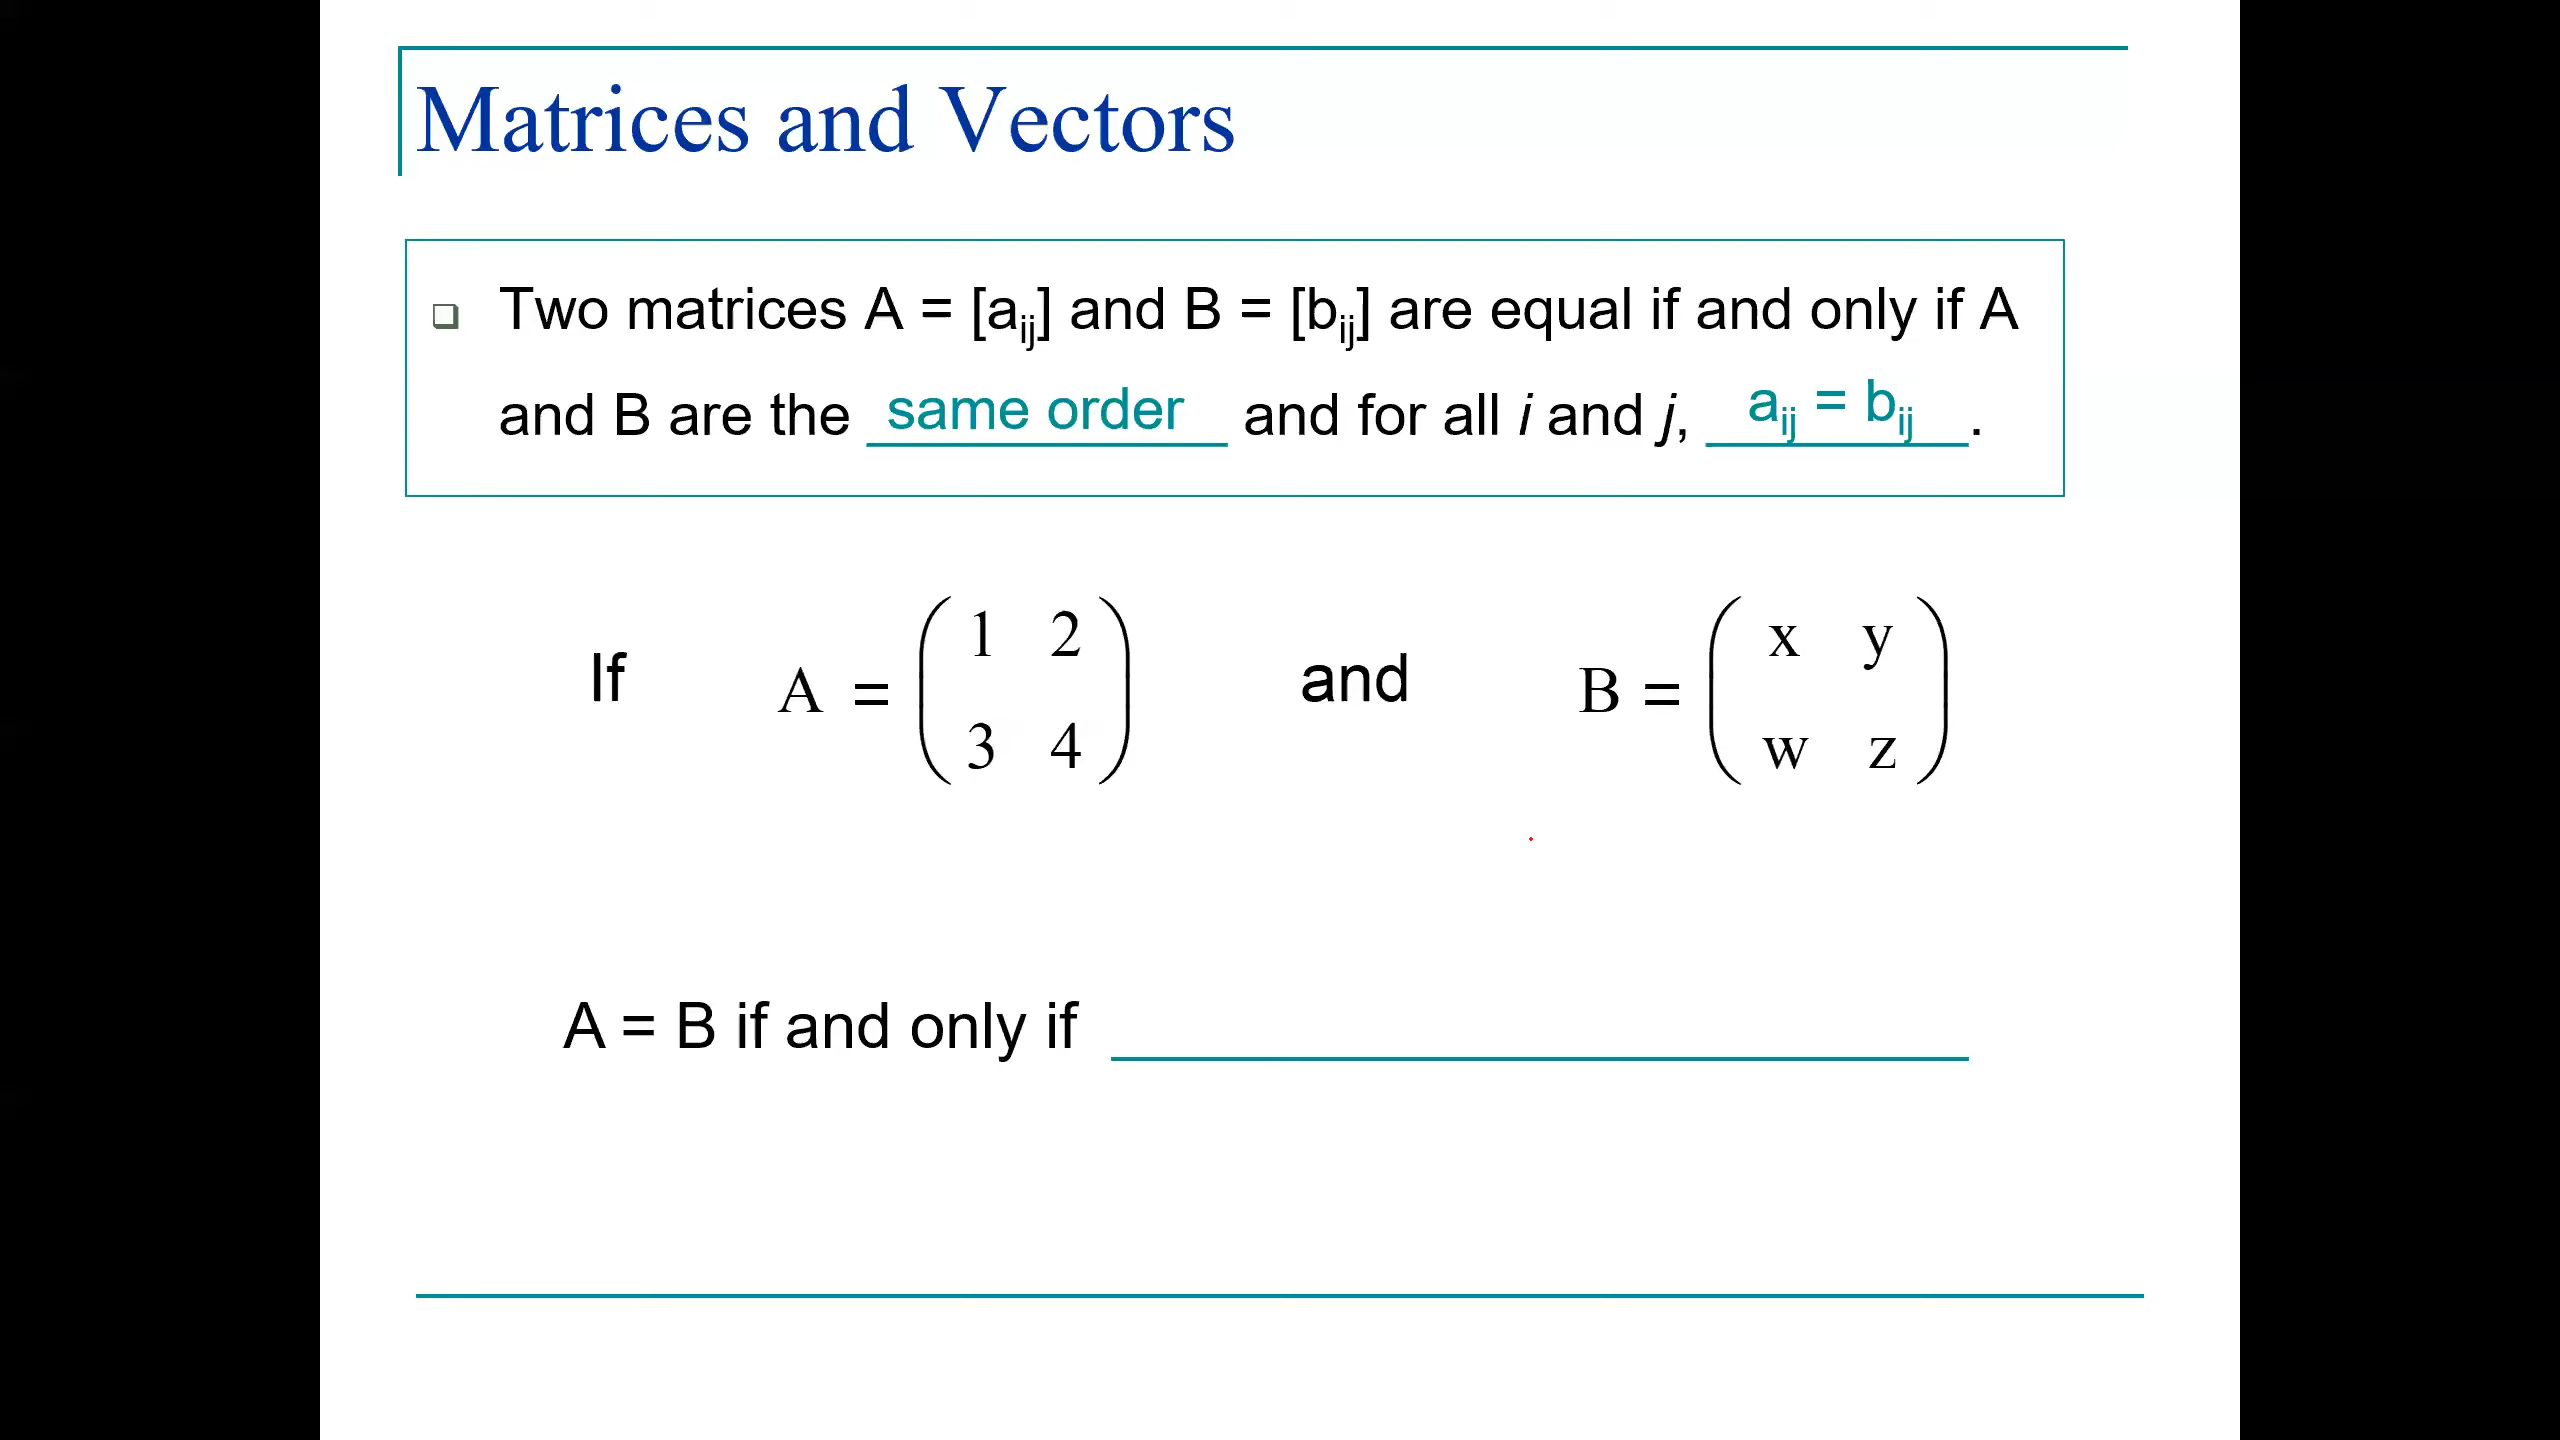 Matrices and Vectors
❑ Two matrices A = [aij] and B = [bij] are equal if and only if A
and B are the same order and for all i and j, aij = bij.
If A = ( 1 2 and B = ( x y
3 4 ) w z )
A = B if and only if ____________________